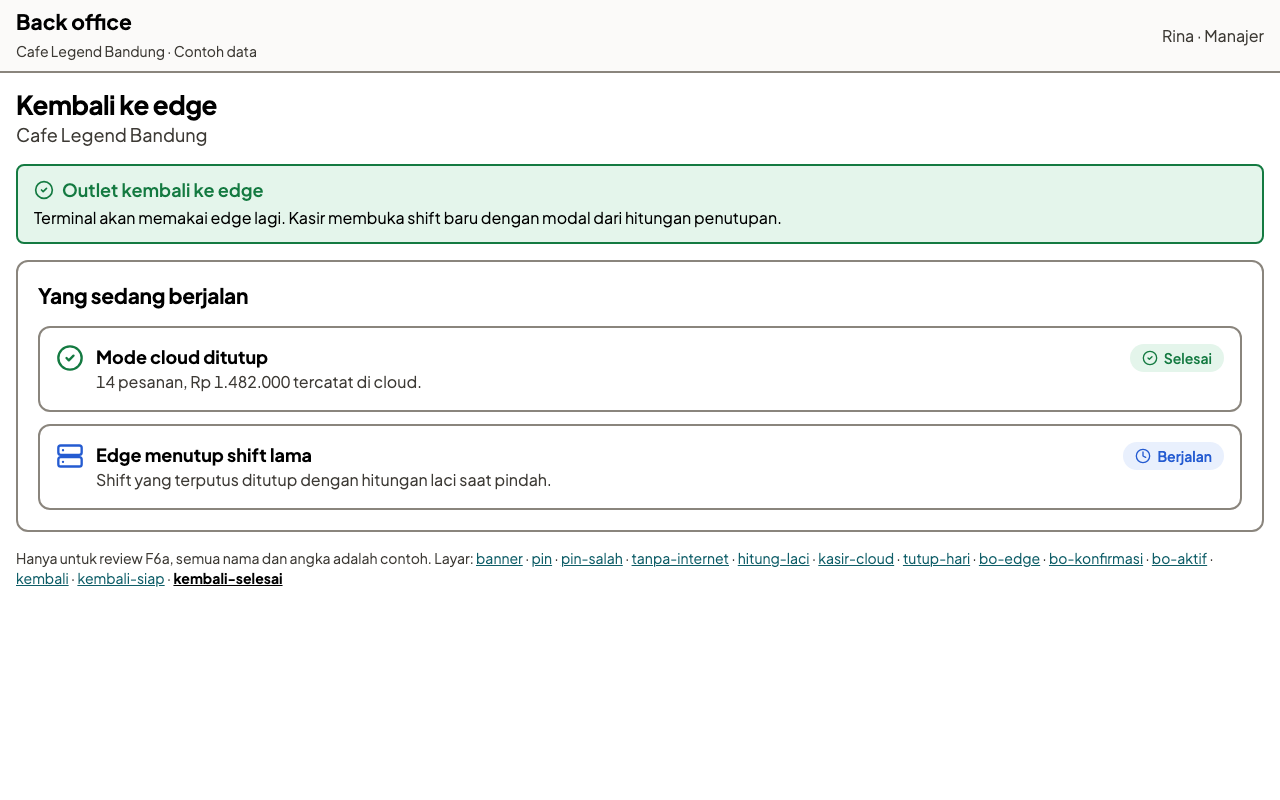 Back office
Cafe Legend Bandung · Contoh data
Rina · Manajer
Kembali ke edge
Cafe Legend Bandung
Outlet kembali ke edge
Terminal akan memakai edge lagi. Kasir membuka shift baru dengan modal dari hitungan penutupan.
Yang sedang berjalan
Mode cloud ditutup
Selesai
14 pesanan, Rp 1.482.000 tercatat di cloud.
Edge menutup shift lama
Berjalan
Shift yang terputus ditutup dengan hitungan laci saat pindah.
Hanya untuk review F6a, semua nama dan angka adalah contoh. Layar: banner · pin · pin-salah · tanpa-internet · hitung-laci · kasir-cloud · tutup-hari · bo-edge · bo-konfirmasi · bo-aktif ·
kembali · kembali-siap · kembali-selesai